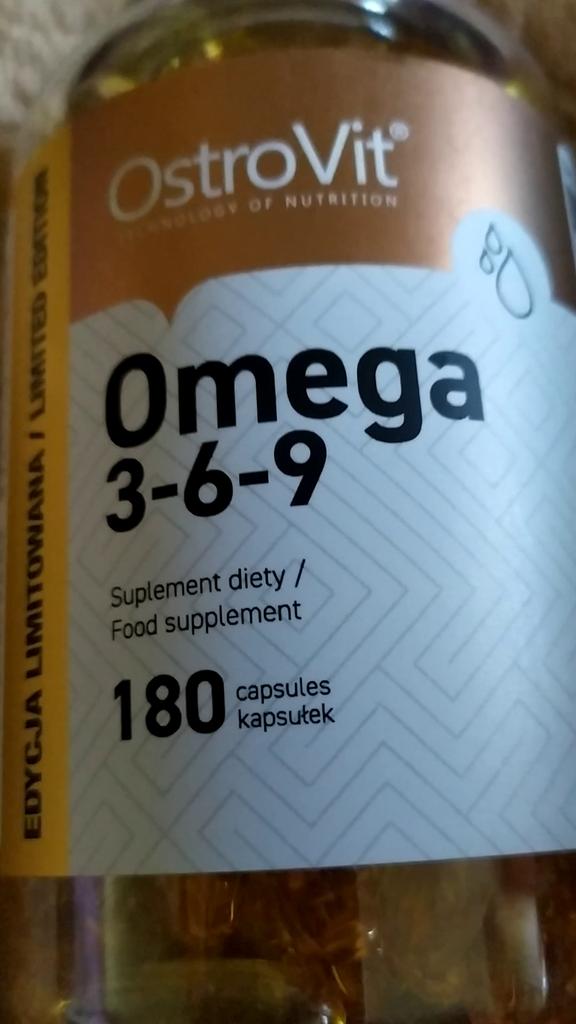 OstroVit®
TECHNOLOGY OF NUTRITION
EDYCJA LIMITOWANA / LIMITED EDITION
Omega
3-6-9
Suplement diety /
Food supplement
180 capsules
kapsułek